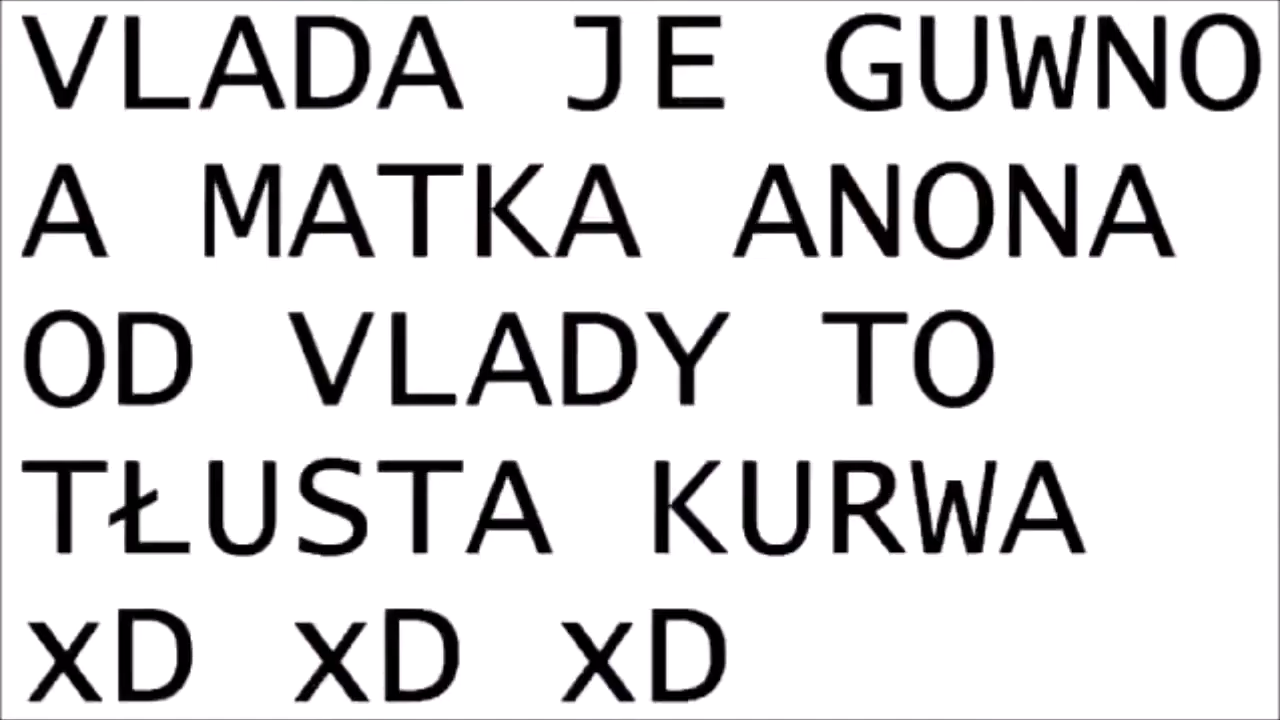 VLADA JE GUWNO
A MATKA ANONA
OD VLADY TO
TŁUSTA KURWA
xD xD xD